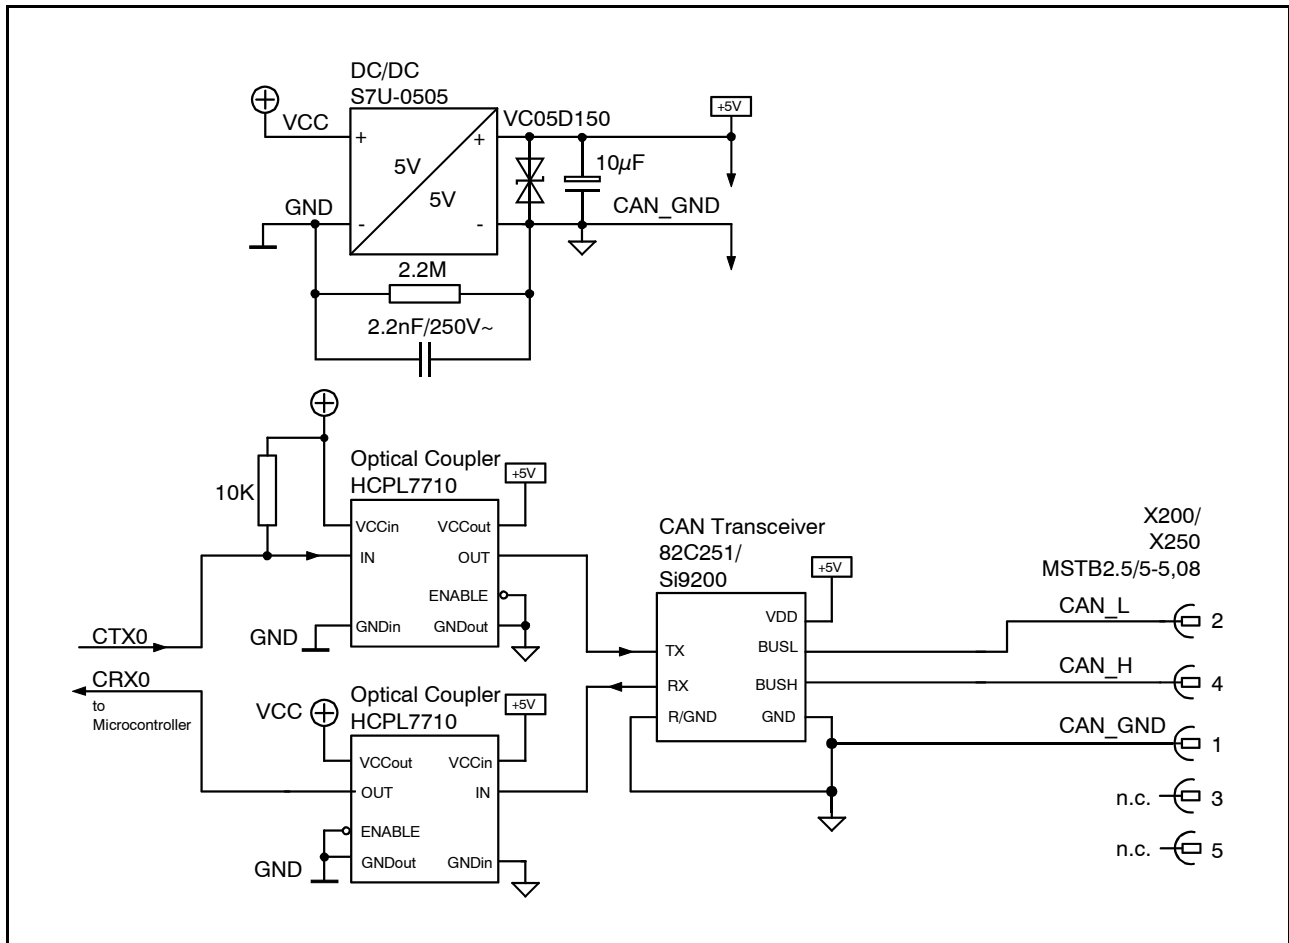 DC/DC
S7U-0505
VCC
+
+
VC05D150
+5V
5V
5V
10µF
GND
-
-
CAN_GND
2.2M
2.2nF/250V~
10K
Optical Coupler
HCPL7710
+5V
VCCin
VCCout
IN
OUT
ENABLE
GNDin
GNDout
GND
CTX0
CRX0
to
Microcontroller
VCC
Optical Coupler
HCPL7710
+5V
VCCout
VCCin
OUT
IN
ENABLE
GNDout
GNDin
GND
CAN Transceiver
82C251/
Si9200
+5V
VDD
TX
BUSL
RX
BUSH
R/GND
GND
X200/
X250
MSTB2.5/5-5,08
CAN_L
2
CAN_H
4
CAN_GND
1
n.c.
3
n.c.
5